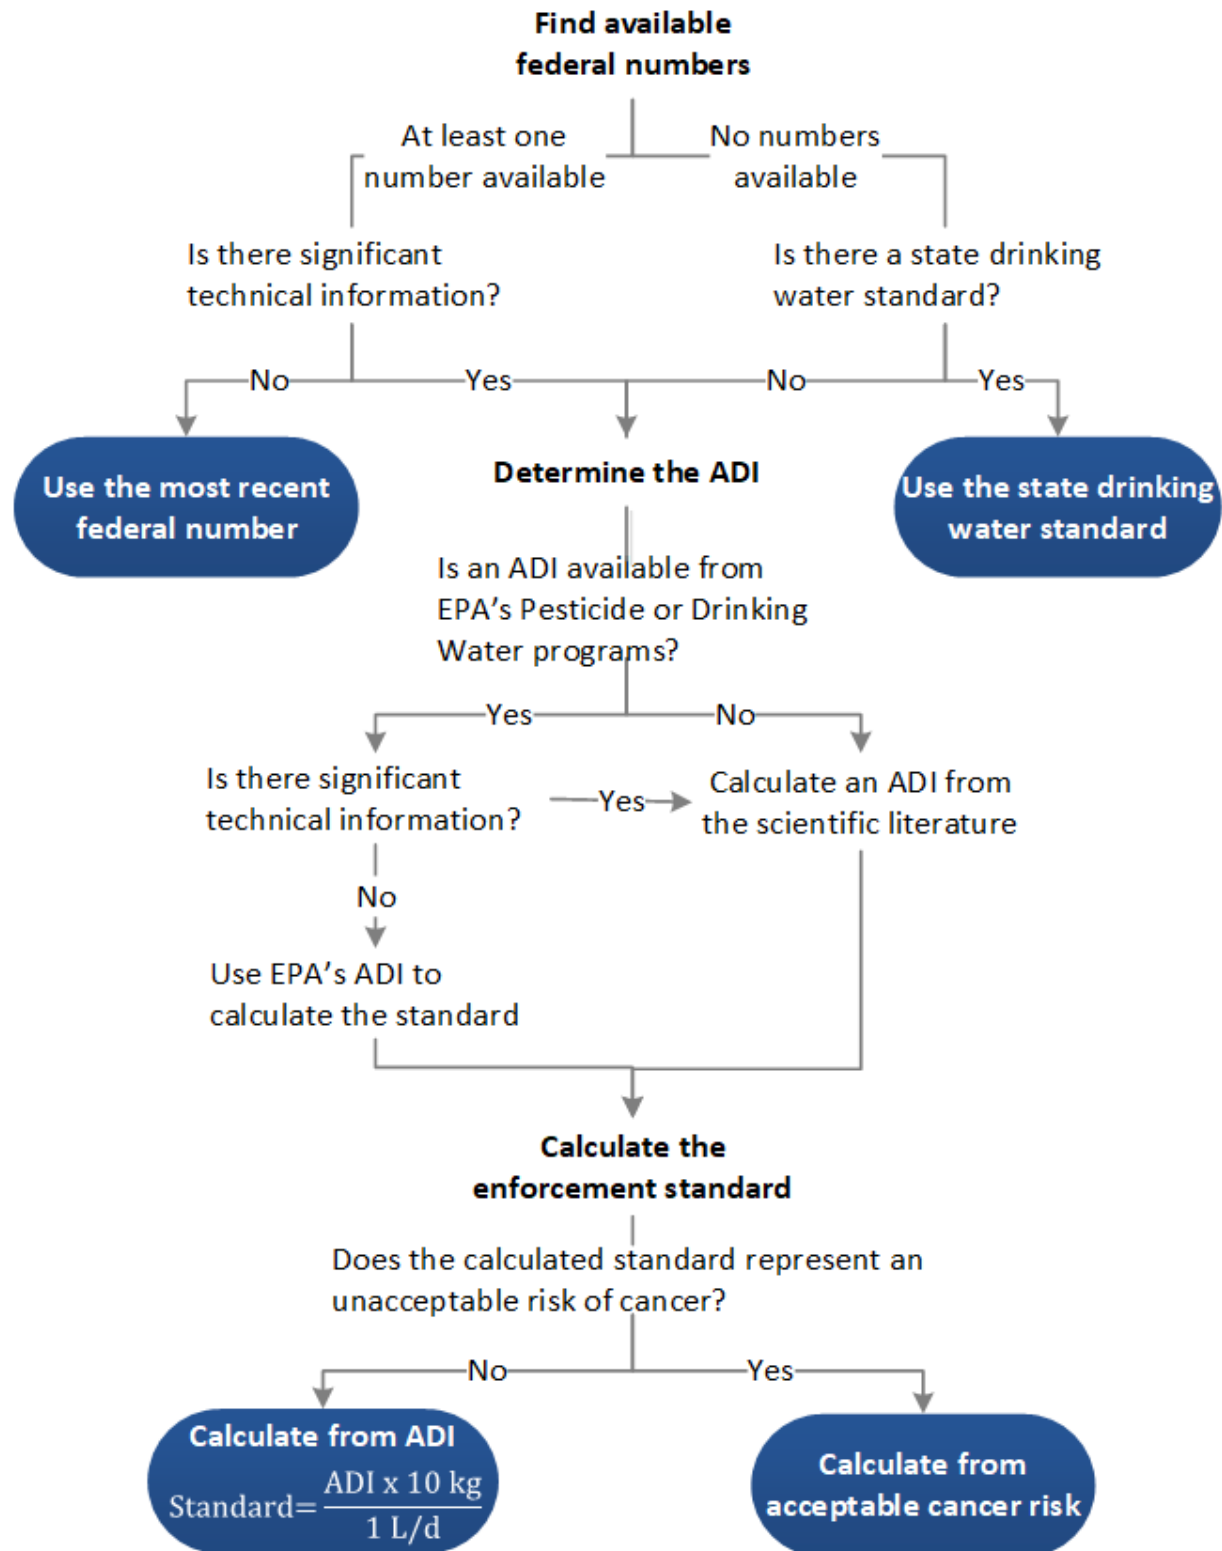 Find available
federal numbers
At least one
number available
No numbers
available
Is there significant
technical information?
Is there a state drinking
water standard?
No
Yes
No
Yes
Use the most recent
federal number
Determine the ADI
Use the state drinking
water standard
Is an ADI available from
EPA’s Pesticide or Drinking
Water programs?
Yes
No
Is there significant
technical information?
Yes
Calculate an ADI from
the scientific literature
No
Use EPA’s ADI to
calculate the standard
Calculate the
enforcement standard
Does the calculated standard represent an
unacceptable risk of cancer?
No
Yes
Calculate from ADI
Standard= ADI x 10 kg
1 L/d
Calculate from
acceptable cancer risk